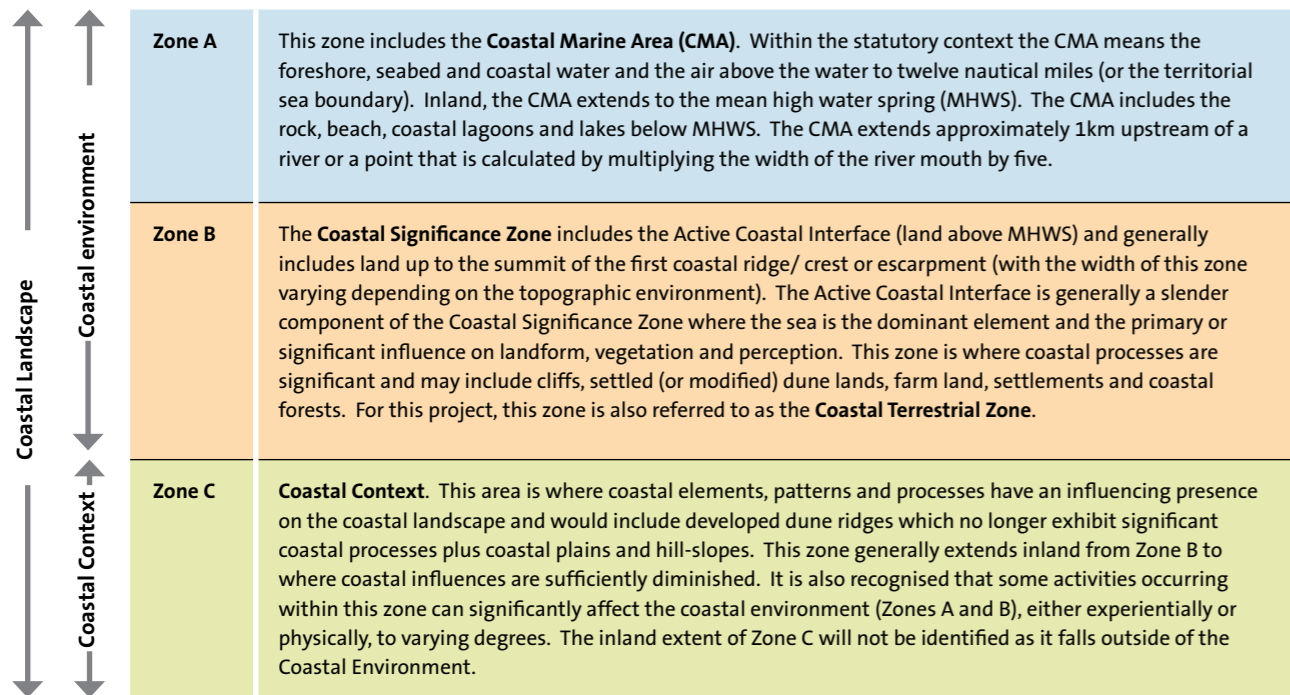 Coastal Landscape
Coastal environment
Coastal Context
Zone A
This zone includes the Coastal Marine Area (CMA). Within the statutory context the CMA means the
foreshore, seabed and coastal water and the air above the water to twelve nautical miles (or the territorial
sea boundary). Inland, the CMA extends to the mean high water spring (MHWS). The CMA includes the
rock, beach, coastal lagoons and lakes below MHWS. The CMA extends approximately 1km upstream of a
river or a point that is calculated by multiplying the width of the river mouth by five.
Zone B
The Coastal Significance Zone includes the Active Coastal Interface (land above MHWS) and generally
includes land up to the summit of the first coastal ridge/ crest or escarpment (with the width of this zone
varying depending on the topographic environment). The Active Coastal Interface is generally a slender
component of the Coastal Significance Zone where the sea is the dominant element and the primary or
significant influence on landform, vegetation and perception. This zone is where coastal processes are
significant and may include cliffs, settled (or modified) dune lands, farm land, settlements and coastal
forests. For this project, this zone is also referred to as the Coastal Terrestrial Zone.
Zone C
Coastal Context. This area is where coastal elements, patterns and processes have an influencing presence
on the coastal landscape and would include developed dune ridges which no longer exhibit significant
coastal processes plus coastal plains and hill-slopes. This zone generally extends inland from Zone B to
where coastal influences are sufficiently diminished. It is also recognised that some activities occurring
within this zone can significantly affect the coastal environment (Zones A and B), either experientially or
physically, to varying degrees. The inland extent of Zone C will not be identified as it falls outside of the
Coastal Environment.